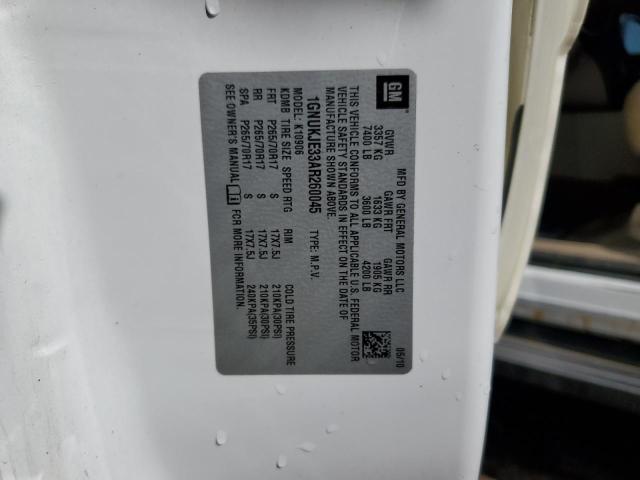 GM
MFD BY GENERAL MOTORS LLC
05/10
GVWR GAWR FRT GAWR RR
3357 KG 1633 KG 1905 KG
7400 LB 3600 LB 4200 LB
THIS VEHICLE CONFORMS TO ALL APPLICABLE U.S. FEDERAL MOTOR
VEHICLE SAFETY STANDARDS IN EFFECT ON THE DATE OF
MANUFACTURE SHOWN ABOVE.
1GNUKJE33AR260045 TYPE: M.P.V.
MODEL: K10906
KDMB TIRE SIZE SPEED RTG RIM COLD TIRE PRESSURE
FRT P265/70R17 S 17X7.5J 210KPA(30PSI)
RR P265/70R17 S 17X7.5J 210KPA(30PSI)
SPA P265/70R17 S 17X7.5J 240KPA(35PSI)
SEE OWNER'S MANUAL FOR MORE INFORMATION.